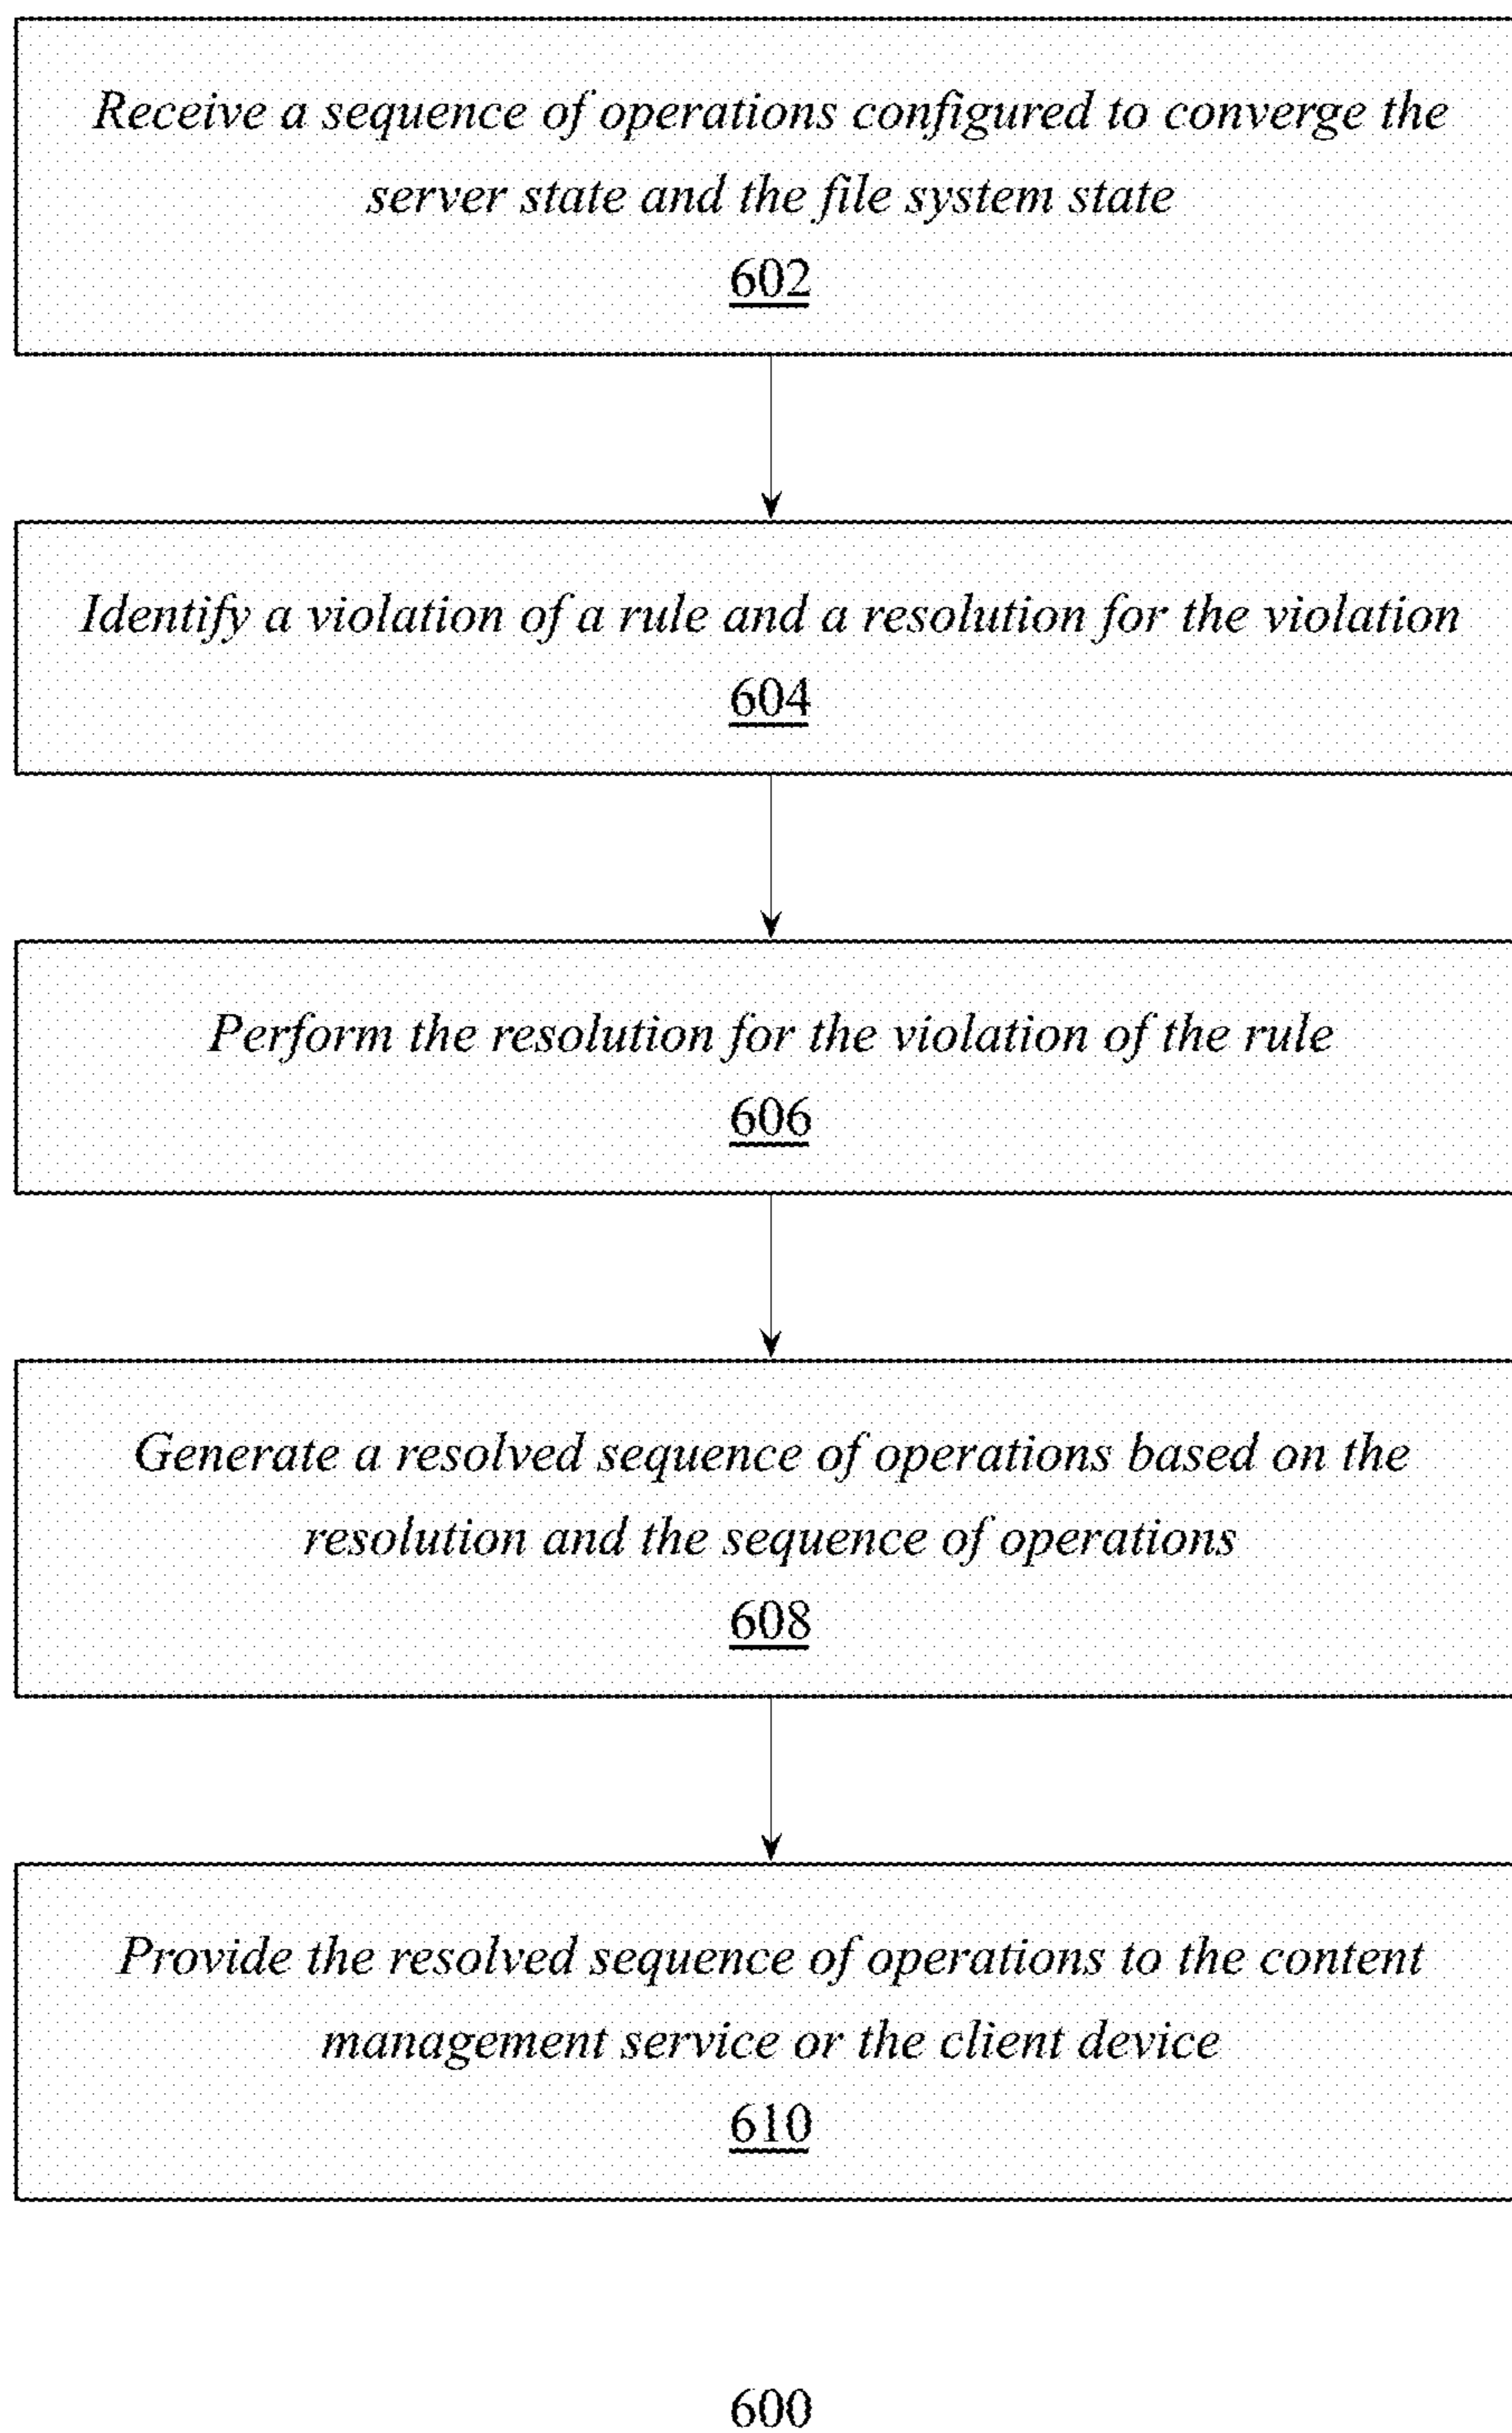 Receive a sequence of operations configured to converge the
server state and the file system state
602
Identify a violation of a rule and a resolution for the violation
604
Perform the resolution for the violation of the rule
606
Generate a resolved sequence of operations based on the
resolution and the sequence of operations
608
Provide the resolved sequence of operations to the content
management service or the client device
610
600